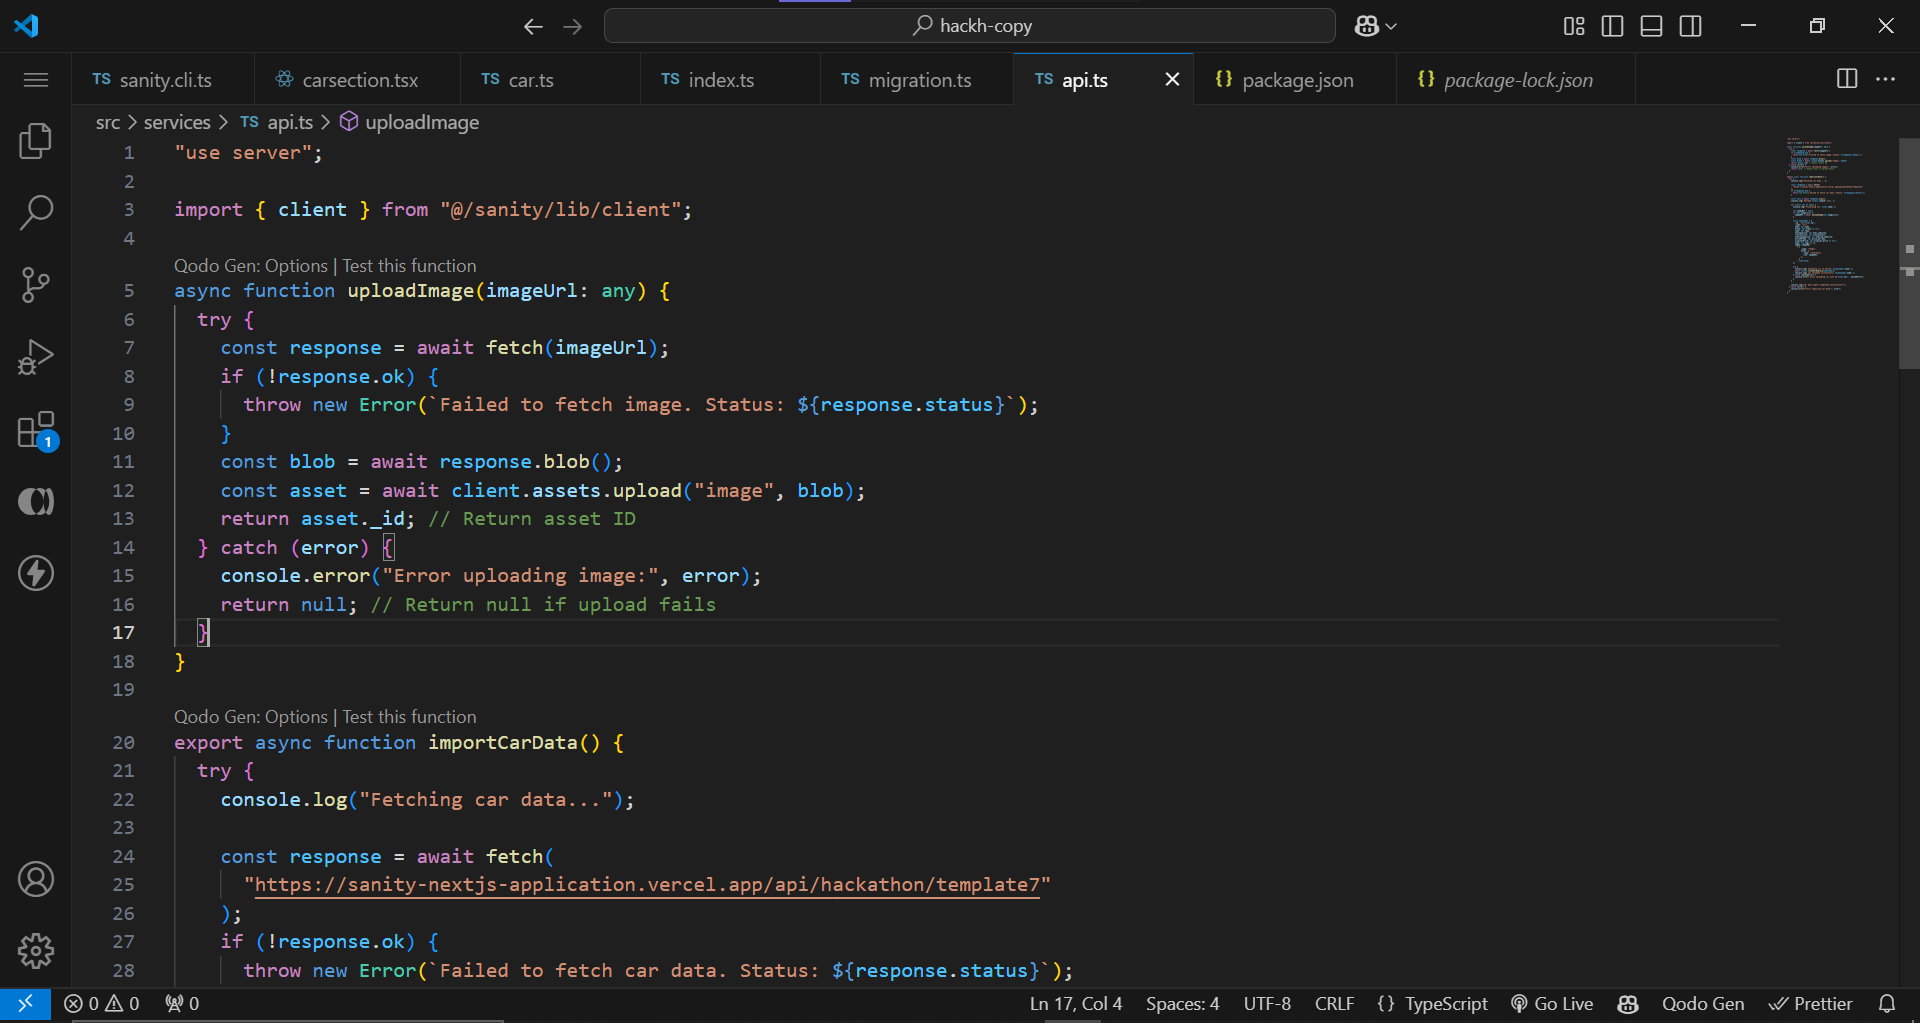 hackh-copy
TS sanity.cli.ts
carsection.tsx
TS car.ts
TS index.ts
TS migration.ts
TS api.ts
{} package.json
{} package-lock.json
src > services > TS api.ts > uploadImage
1 "use server";
2
3 import { client } from "@/sanity/lib/client";
4
Qodo Gen: Options | Test this function
5 async function uploadImage(imageUrl: any) {
6 try {
7 const response = await fetch(imageUrl);
8 if (!response.ok) {
9 throw new Error(`Failed to fetch image. Status: ${response.status}`);
10 }
11 const blob = await response.blob();
12 const asset = await client.assets.upload("image", blob);
13 return asset._id; // Return asset ID
14 } catch (error) {
15 console.error("Error uploading image:", error);
16 return null; // Return null if upload fails
17 }
18 }
19
Qodo Gen: Options | Test this function
20 export async function importCarData() {
21 try {
22 console.log("Fetching car data...");
23
24 const response = await fetch(
25 "https://sanity-nextjs-application.vercel.app/api/hackathon/template7"
26 );
27 if (!response.ok) {
28 throw new Error(`Failed to fetch car data. Status: ${response.status}`);
1
0 0 0 Ln 17, Col 4 Spaces: 4 UTF-8 CRLF {} TypeScript Go Live Qodo Gen Prettier